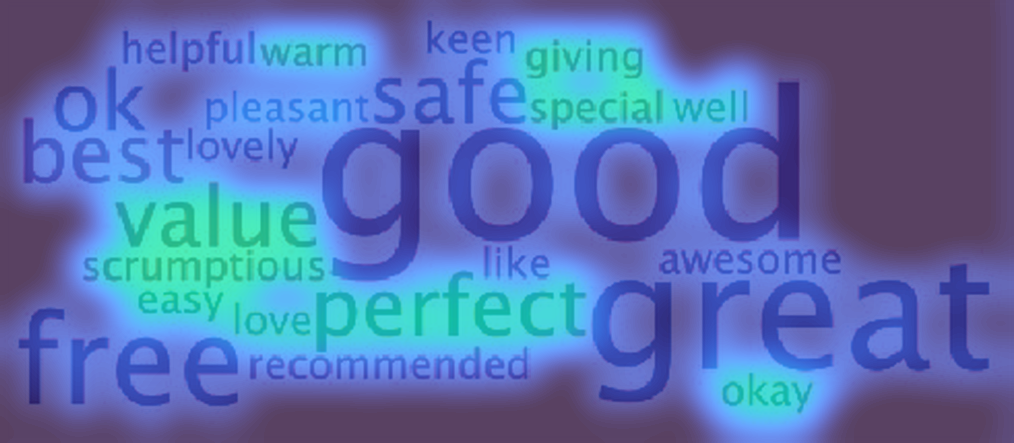 helpful warm keen giving
ok pleasant safe special well
best lovely good
value
scrumptious like awesome
easy love perfect great
free recommended
okay